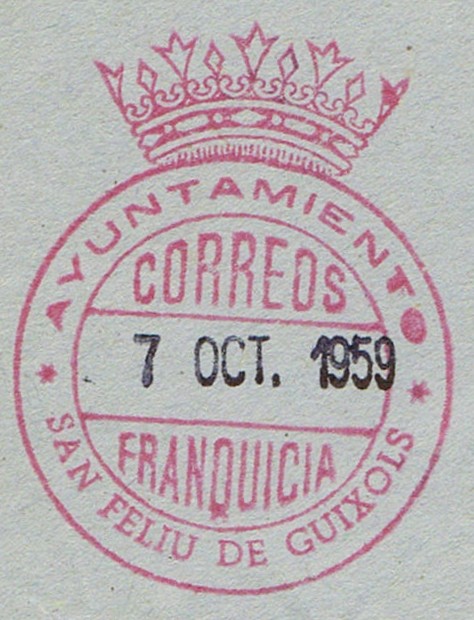 AYUNTAMIENTO
CORREOS
7 OCT. 1959
FRANQUICIA
* SAN FELIU DE GUIXOLS *